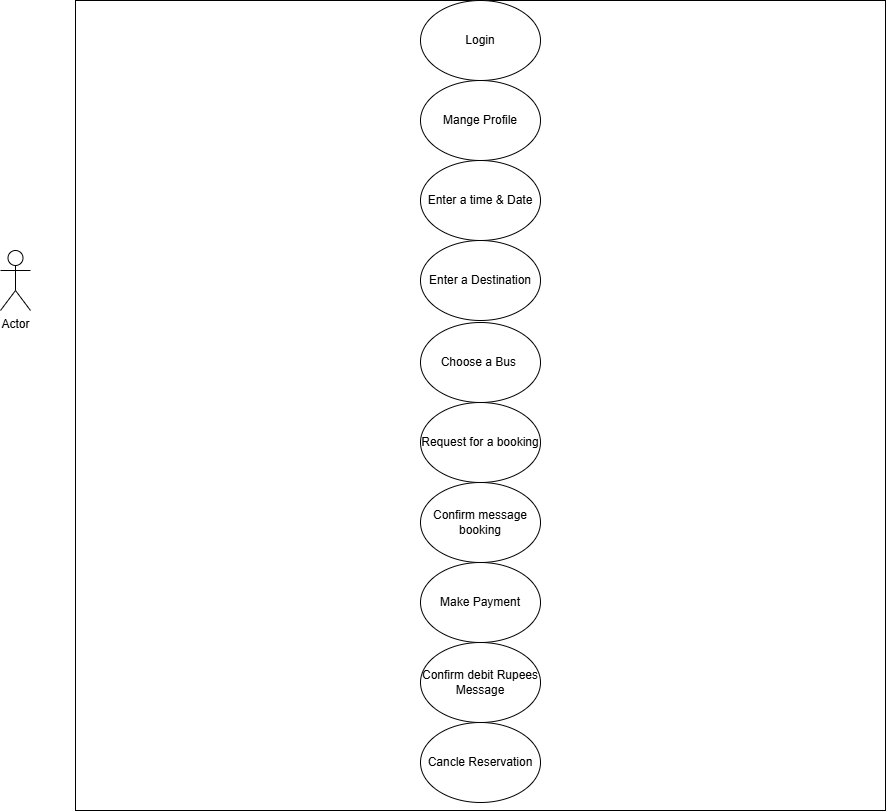 Login
Mange Profile
Enter a time & Date
Enter a Destination
Actor
Choose a Bus
Request for a booking
Confirm message
booking
Make Payment
Confirm debit Rupees
Message
Cancle Reservation